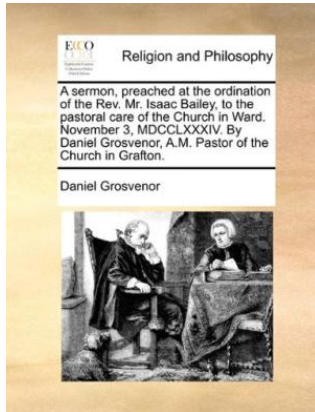 ECCO
Religion and Philosophy
A sermon, preached at the ordination
of the Rev. Mr. Isaac Bailey, to the
pastoral care of the Church in Ward.
November 3, MDCCLXXXIV. By
Daniel Grosvenor, A.M. Pastor of the
Church in Grafton.
Daniel Grosvenor